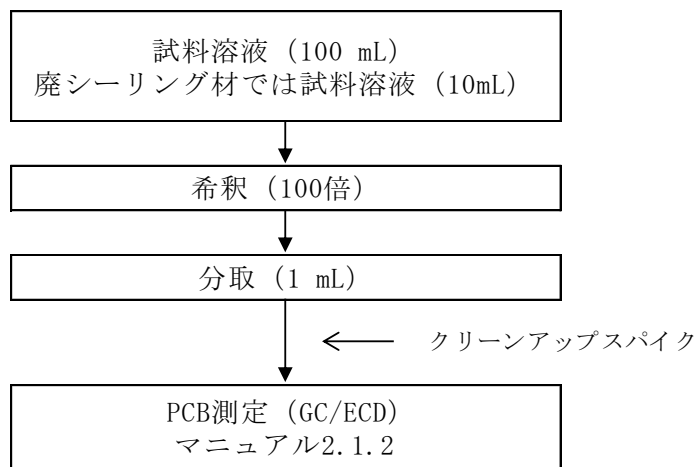 試料溶液 (100 mL)
廃シーリング材では試料溶液 (10mL)
希釈 (100倍)
分取 (1 mL)
クリーンアップスパイク
PCB測定 (GC/ECD)
マニュアル2.1.2